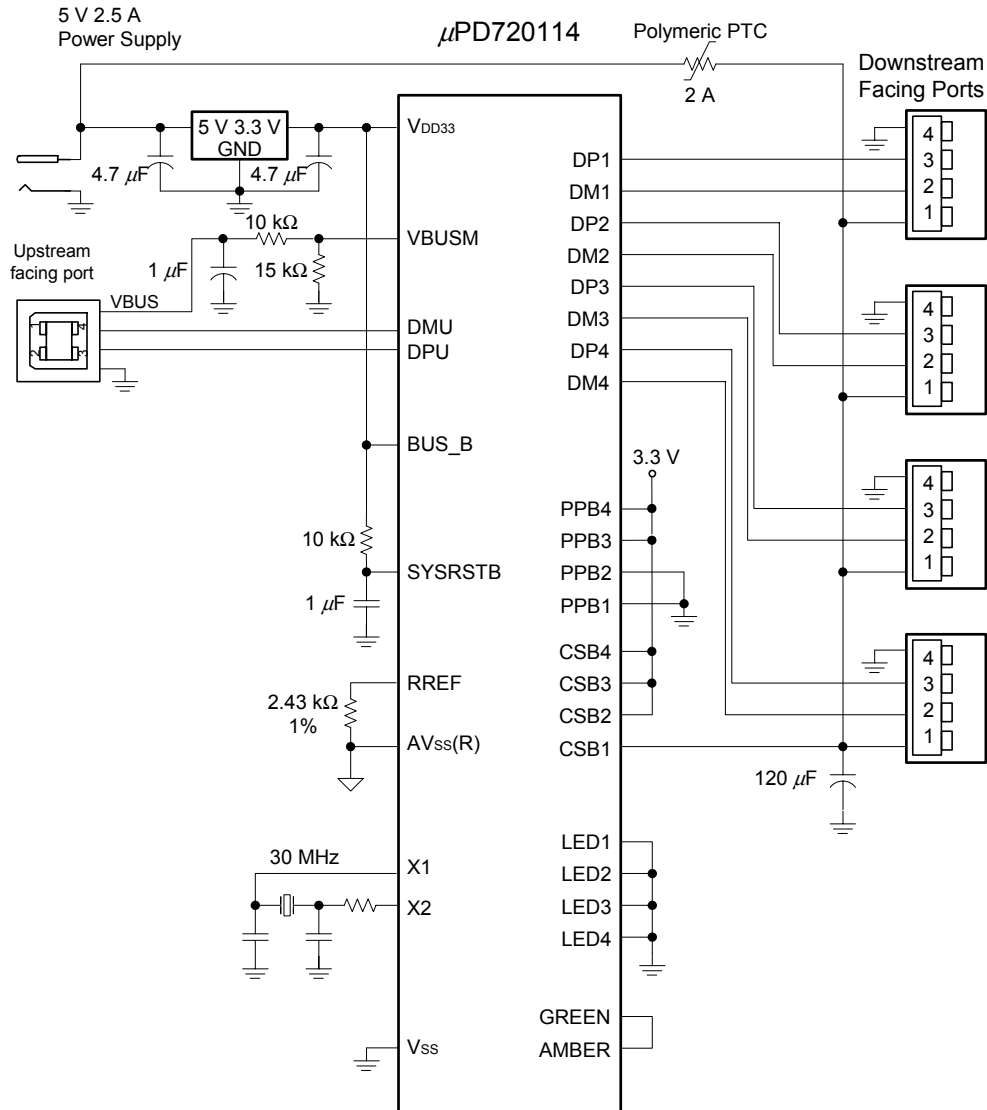 5 V 2.5 A
Power Supply
μPD720114
Polymeric PTC
2 A
Downstream
Facing Ports
5 V 3.3 V
GND
4.7 μF
4.7 μF
VDD33
10 kΩ
VBUSM
1 μF
15 kΩ
Upstream
facing port
VBUS
1
4
2
3
DMU
DPU
BUS_B
10 kΩ
SYSRSTB
1 μF
RREF
2.43 kΩ
1%
AVSS(R)
30 MHz
X1
X2
VSS
DP1
DM1
DP2
DM2
DP3
DM3
DP4
DM4
3.3 V
PPB4
PPB3
PPB2
PPB1
CSB4
CSB3
CSB2
CSB1
120 μF
LED1
LED2
LED3
LED4
GREEN
AMBER
4
3
2
1
4
3
2
1
4
3
2
1
4
3
2
1